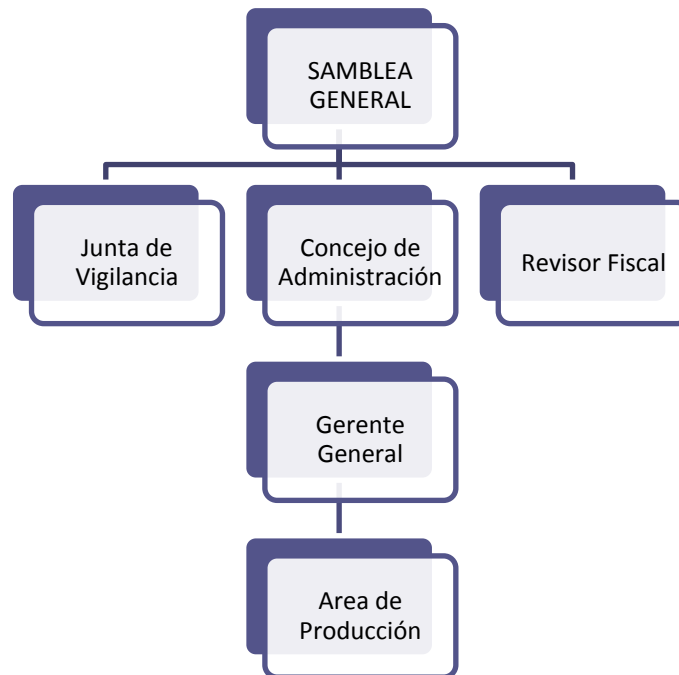 SAMBLEA
GENERAL
Junta de
Vigilancia
Concejo de
Administración
Revisor Fiscal
Gerente
General
Area de
Producción